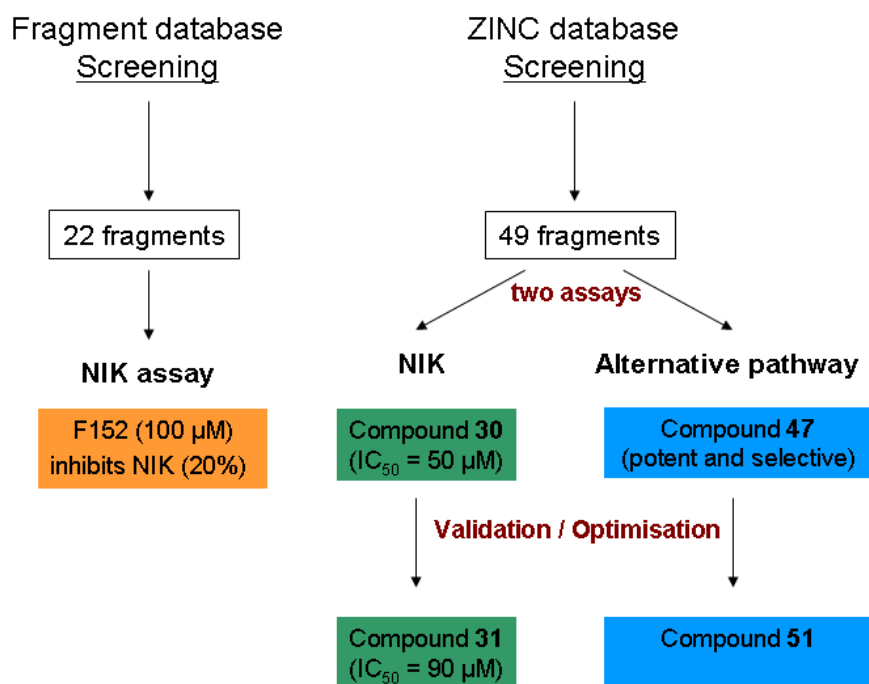 Fragment database
Screening
ZINC database
Screening
22 fragments
49 fragments
two assays
NIK assay
NIK
Alternative pathway
F152 (100 µM)
inhibits NIK (20%)
Compound 30
(IC50 = 50 µM)
Compound 47
(potent and selective)
Validation / Optimisation
Compound 31
(IC50 = 90 µM)
Compound 51